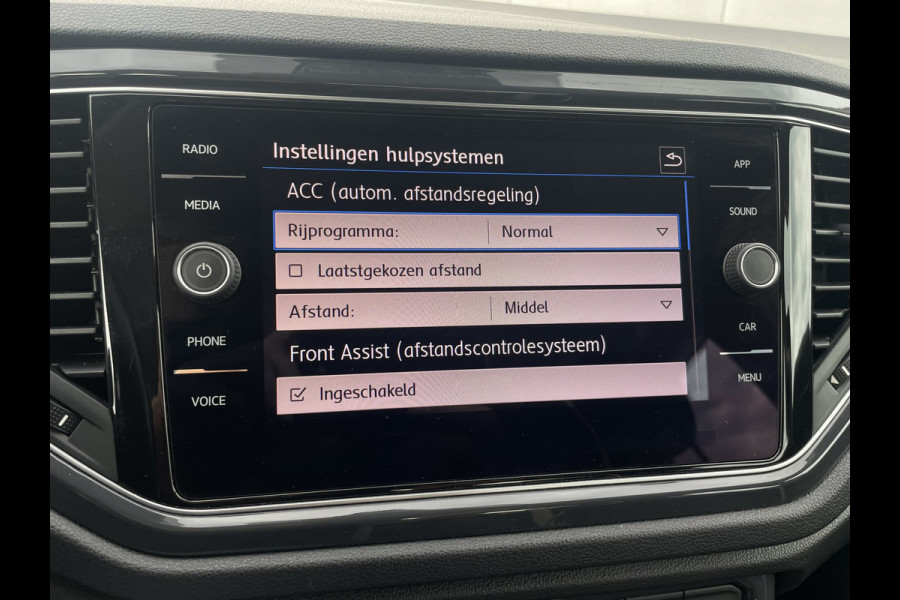 RADIO
MEDIA
PHONE
VOICE
Instellingen hulpsystemen
ACC (autom. afstandsregeling)
Rijprogramma: Normal
Laatstgekozen afstand
Afstand: Middel
Front Assist (afstandscontrolesysteem)
Ingeschakeld
APP
SOUND
CAR
MENU